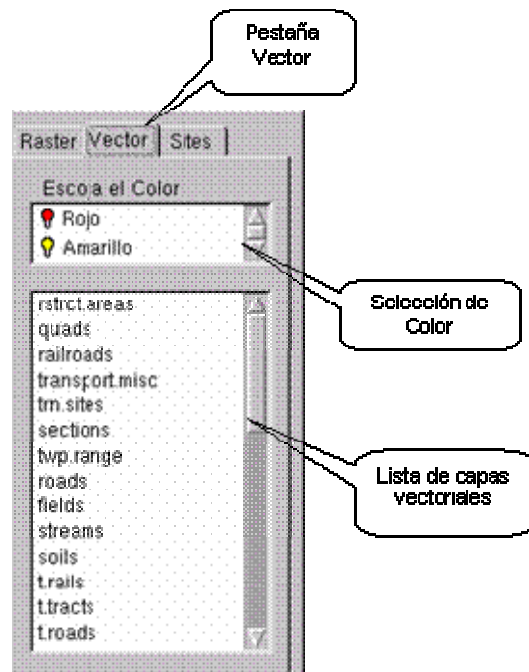 Pestaña
Vector
Raster Vector Sites
Escoja el Color
Rojo
Amarillo
Selección de
Color
rstrct.areas
quads
railroads
transport.misc
trn.sites
sections
twp.range
roads
fields
streams
soils
t.rails
t.tracts
t.roads
Lista de capas
vectoriales